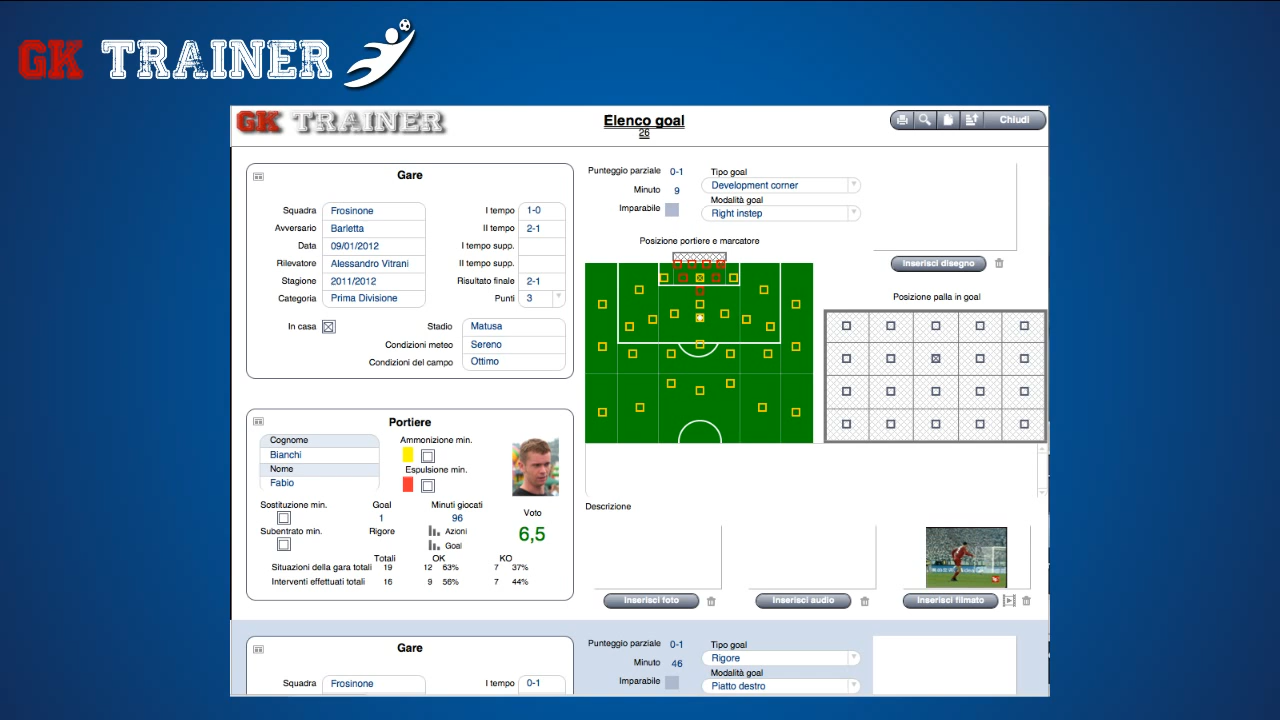 GK TRAINER
GK TRAINER
Elenco goal
26
Chiudi
Gare
Squadra Frosinone I tempo 1-0
Avversario Barletta II tempo 2-1
Data 09/01/2012 I tempo supp.
Rilevatore Alessandro Vitrani II tempo supp.
Stagione 2011/2012 Risultato finale 2-1
Categoria Prima Divisione Punti 3
In casa Stadio Matusa
Condizioni meteo Sereno
Condizioni del campo Ottimo
Punteggio parziale 0-1
Minuto 9
Imparabile
Tipo goal
Development corner
Modalità goal
Right instep
Inserisci disegno
Posizione portiere e marcatore
Posizione palla in goal
Portiere
Cognome
Bianchi
Nome
Fabio
Ammonizione min.
Espulsione min.
Sostituzione min.
Subentrato min.
Goal
1
Rigore
Minuti giocati
96
Azioni
Goal
Voto
6,5
Totali OK KO
Situazioni della gara totali 19 12 63% 7 37%
Interventi effettuati totali 16 9 56% 7 44%
Descrizione
Inserisci foto
Inserisci audio
Inserisci filmato
Gare
Squadra Frosinone I tempo 0-1
Punteggio parziale 0-1
Minuto 46
Imparabile
Tipo goal
Rigore
Modalità goal
Piatto destro